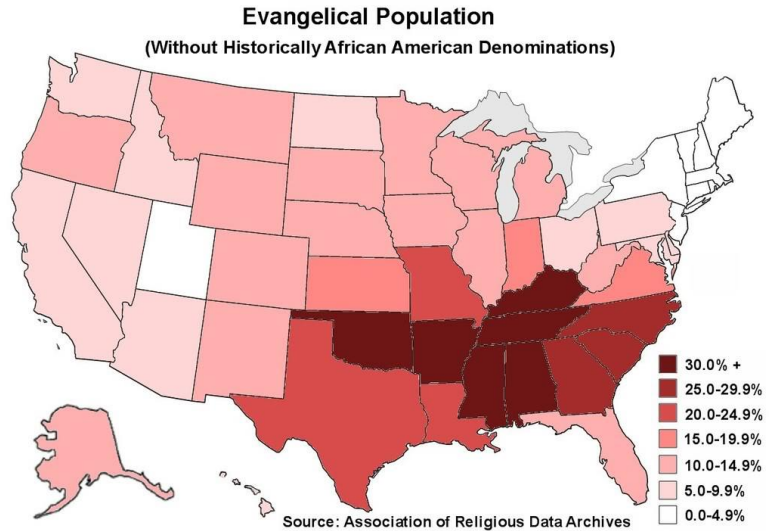 Evangelical Population
(Without Historically African American Denominations)
30.0% +
25.0-29.9%
20.0-24.9%
15.0-19.9%
10.0-14.9%
5.0-9.9%
0.0-4.9%
Source: Association of Religious Data Archives